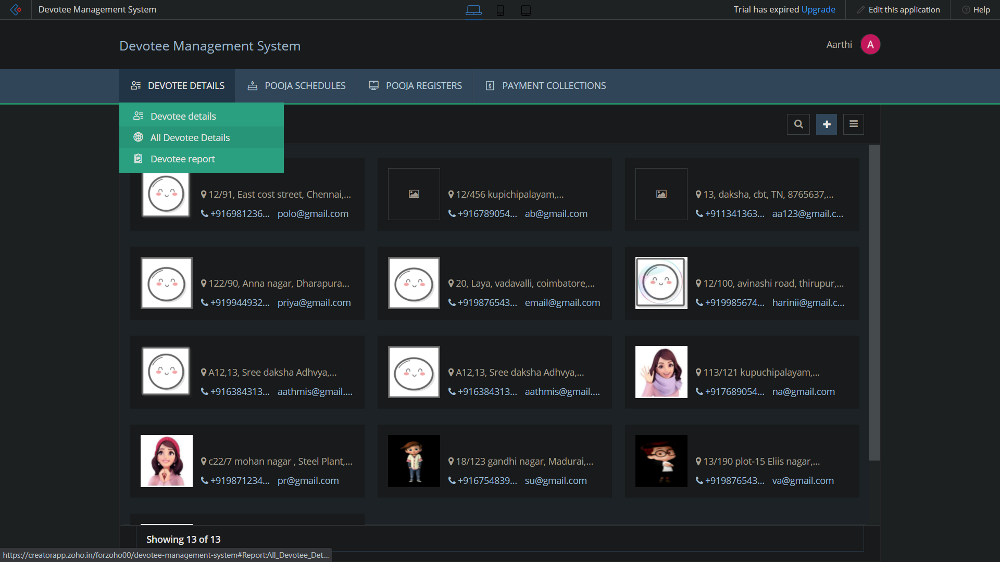 Devotee Management System
Trial has expired Upgrade
Edit this application
Help
Devotee Management System
Aarthi
A
DEVOTEE DETAILS
POOJA SCHEDULES
POOJA REGISTERS
PAYMENT COLLECTIONS
Devotee details
All Devotee Details
Devotee report
12/91, East cost street, Chennai,...
+916981236... polo@gmail.com
12/456 kupichipalayam,...
+916789054... ab@gmail.com
13, daksha, cbt, TN, 8765637,...
+911341363... aa123@gmail.c...
122/90, Anna nagar, Dharapura...
+919944932... priya@gmail.com
20, Laya, vadavalli, coimbatore,...
+919876543... email@gmail.com
12/100, avinashi road, thirupur,...
+919985674... harinii@gmail.c...
A12,13, Sree daksha Adhvya,...
+916384313... aathmis@gmail....
A12,13, Sree daksha Adhvya,...
+916384313... aathmis@gmail....
113/121 kupuchipalayam,...
+917689054... na@gmail.com
c22/7 mohan nagar , Steel Plant,...
+919871234... pr@gmail.com
18/123 gandhi nagar, Madurai,...
+916754839... su@gmail.com
13/190 plot-15 Eliis nagar,...
+919876543... va@gmail.com
Showing 13 of 13
https://creatorapp.zoho.in/forzoho00/devotee-management-system#Report:All_Devotee_Det...